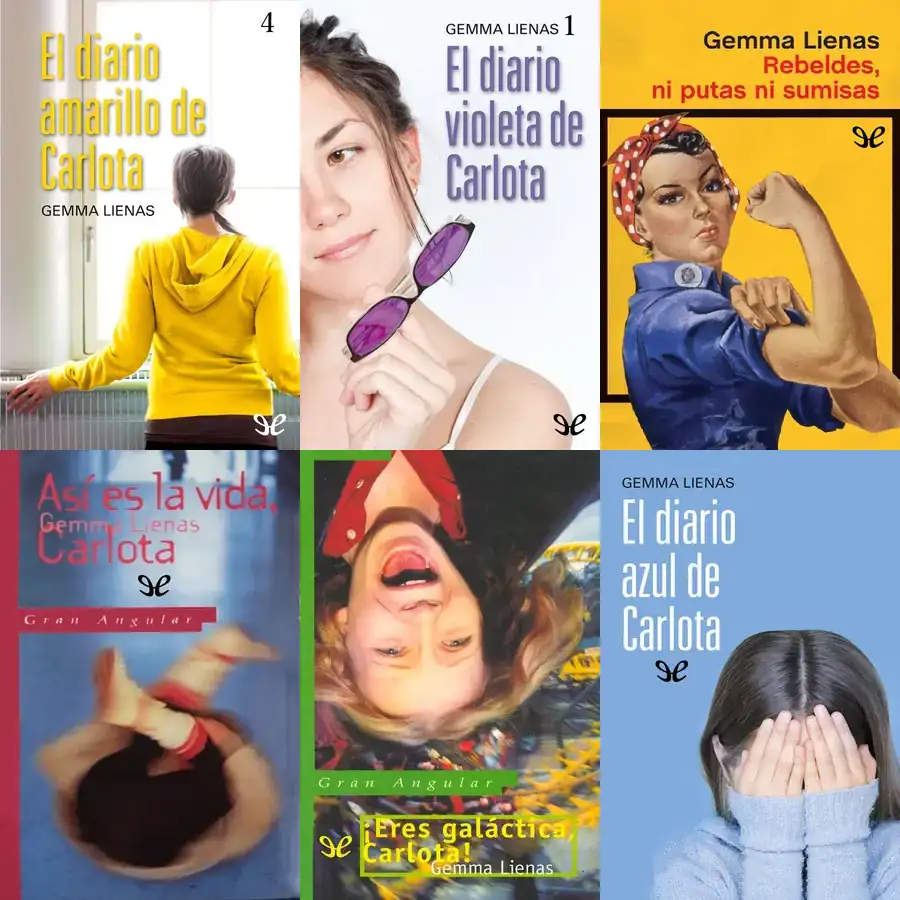 4
El diario
amarillo de
Carlota
GEMMA LIENAS
GEMMA LIENAS 1
El diario
violeta de
Carlota
Gemma Lienas
Rebeldes,
ni putas ni sumisas
Así es la vida,
Gemma Lienas
Carlota
Gran Angular
Gran Angular
¡Eres galáctica,
Carlota!
Gemma Lienas
GEMMA LIENAS
El diario
azul de
Carlota